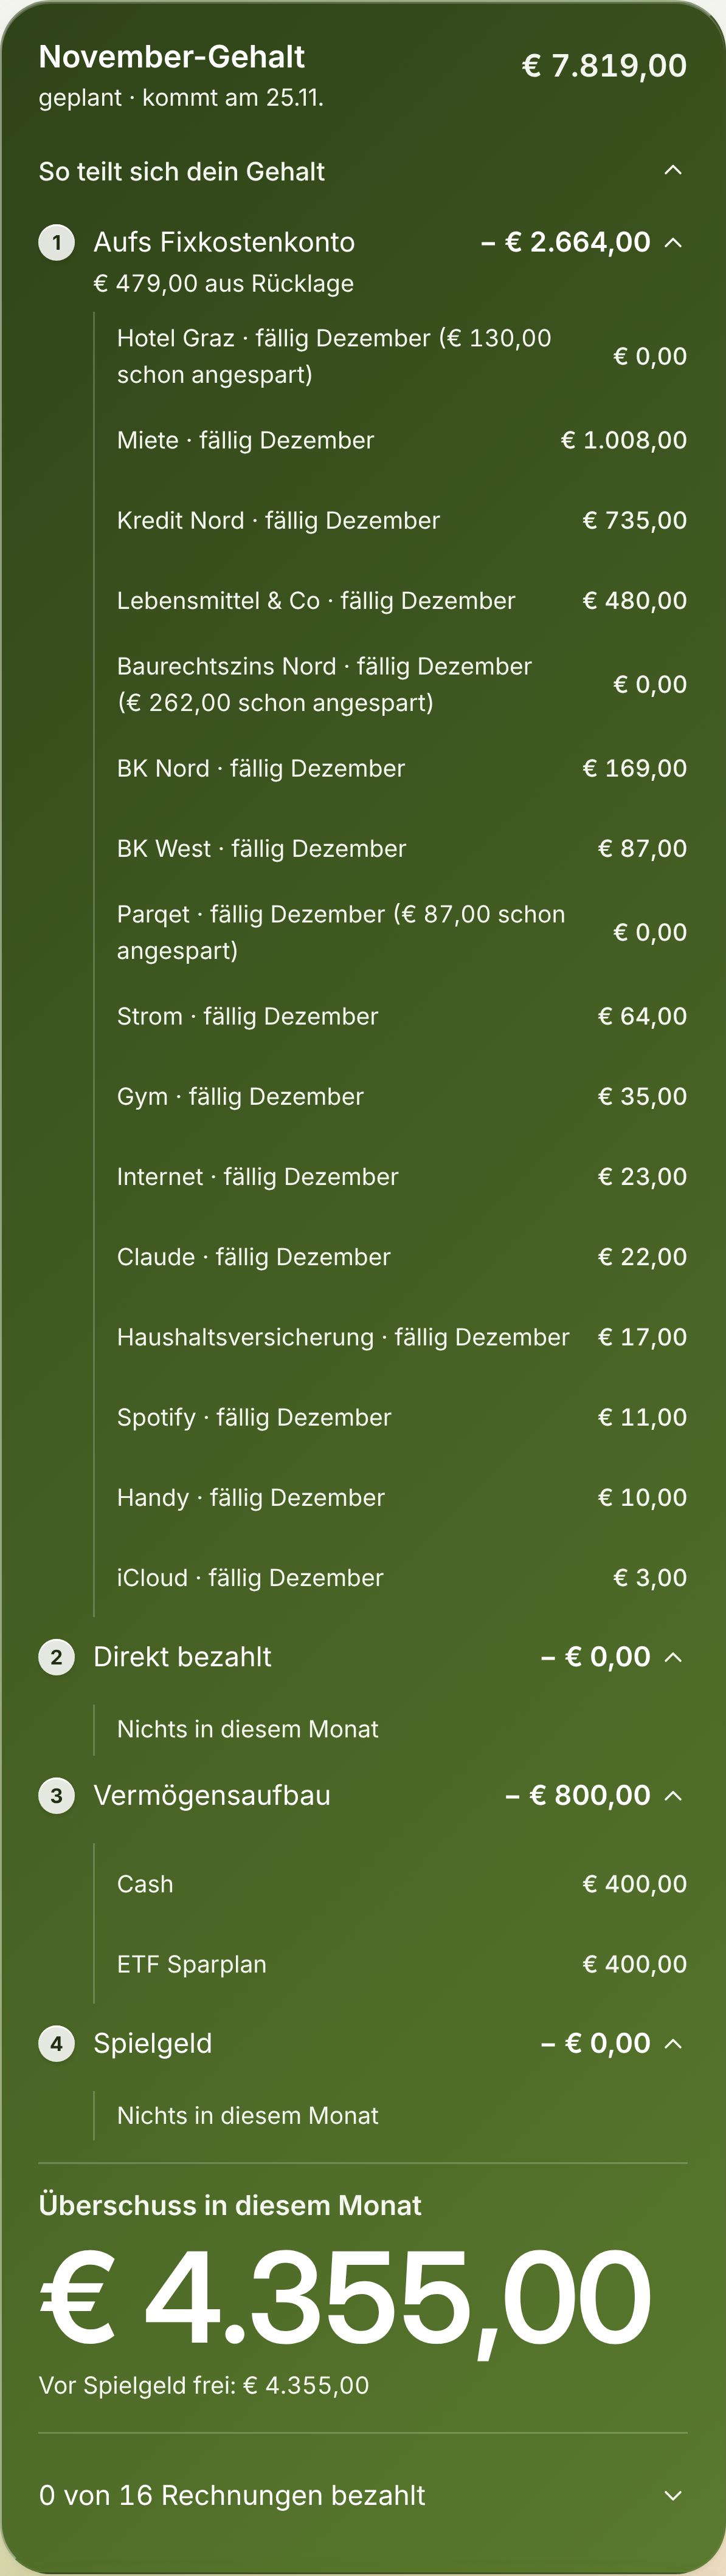 November-Gehalt
€ 7.819,00
geplant · kommt am 25.11.
So teilt sich dein Gehalt
1 Aufs Fixkostenkonto – € 2.664,00
€ 479,00 aus Rücklage
Hotel Graz · fällig Dezember (€ 130,00
schon angespart)
€ 0,00
Miete · fällig Dezember € 1.008,00
Kredit Nord · fällig Dezember € 735,00
Lebensmittel & Co · fällig Dezember € 480,00
Baurechtszins Nord · fällig Dezember
(€ 262,00 schon angespart)
€ 0,00
BK Nord · fällig Dezember € 169,00
BK West · fällig Dezember € 87,00
Parqet · fällig Dezember (€ 87,00 schon
angespart)
€ 0,00
Strom · fällig Dezember € 64,00
Gym · fällig Dezember € 35,00
Internet · fällig Dezember € 23,00
Claude · fällig Dezember € 22,00
Haushaltsversicherung · fällig Dezember € 17,00
Spotify · fällig Dezember € 11,00
Handy · fällig Dezember € 10,00
iCloud · fällig Dezember € 3,00
2 Direkt bezahlt – € 0,00
Nichts in diesem Monat
3 Vermögensaufbau – € 800,00
Cash € 400,00
ETF Sparplan € 400,00
4 Spielgeld – € 0,00
Nichts in diesem Monat
Überschuss in diesem Monat
€ 4.355,00
Vor Spielgeld frei: € 4.355,00
0 von 16 Rechnungen bezahlt